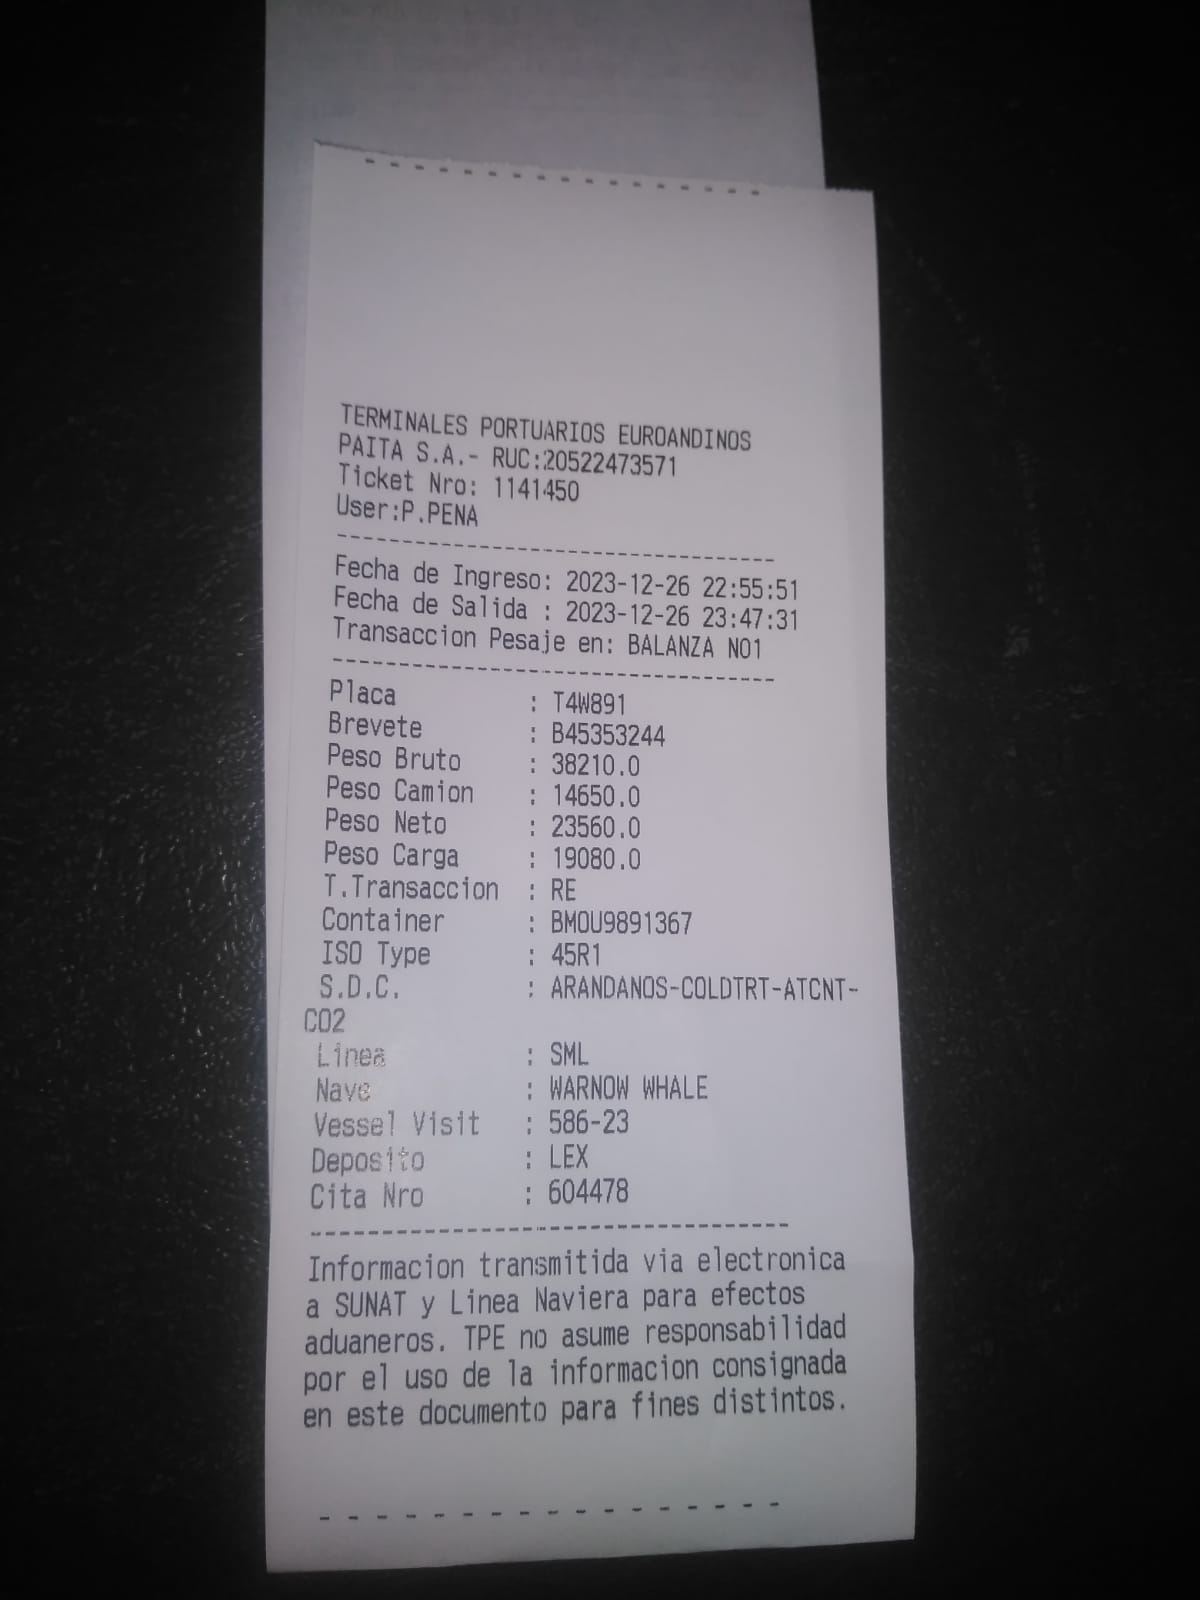 TERMINALES PORTUARIOS EUROANDINOS
PAITA S.A.- RUC:20522473571
Ticket Nro: 1141450
User:P.PENA
----------------------------------
Fecha de Ingreso: 2023-12-26 22:55:51
Fecha de Salida : 2023-12-26 23:47:31
Transaccion Pesaje en: BALANZA NO1
----------------------------------
Placa : T4W891
Brevete : B45353244
Peso Bruto : 38210.0
Peso Camion : 14650.0
Peso Neto : 23560.0
Peso Carga : 19080.0
T.Transaccion : RE
Container : BMOU9891367
ISO Type : 45R1
S.D.C. : ARANDANOS-COLDTRT-ATCNT-
CO2
Linea : SML
Nave : WARNOW WHALE
Vessel Visit : 586-23
Deposito : LEX
Cita Nro : 604478
----------------------------------
Informacion transmitida via electronica
a SUNAT y Linea Naviera para efectos
aduaneros. TPE no asume responsabilidad
por el uso de la informacion consignada
en este documento para fines distintos.